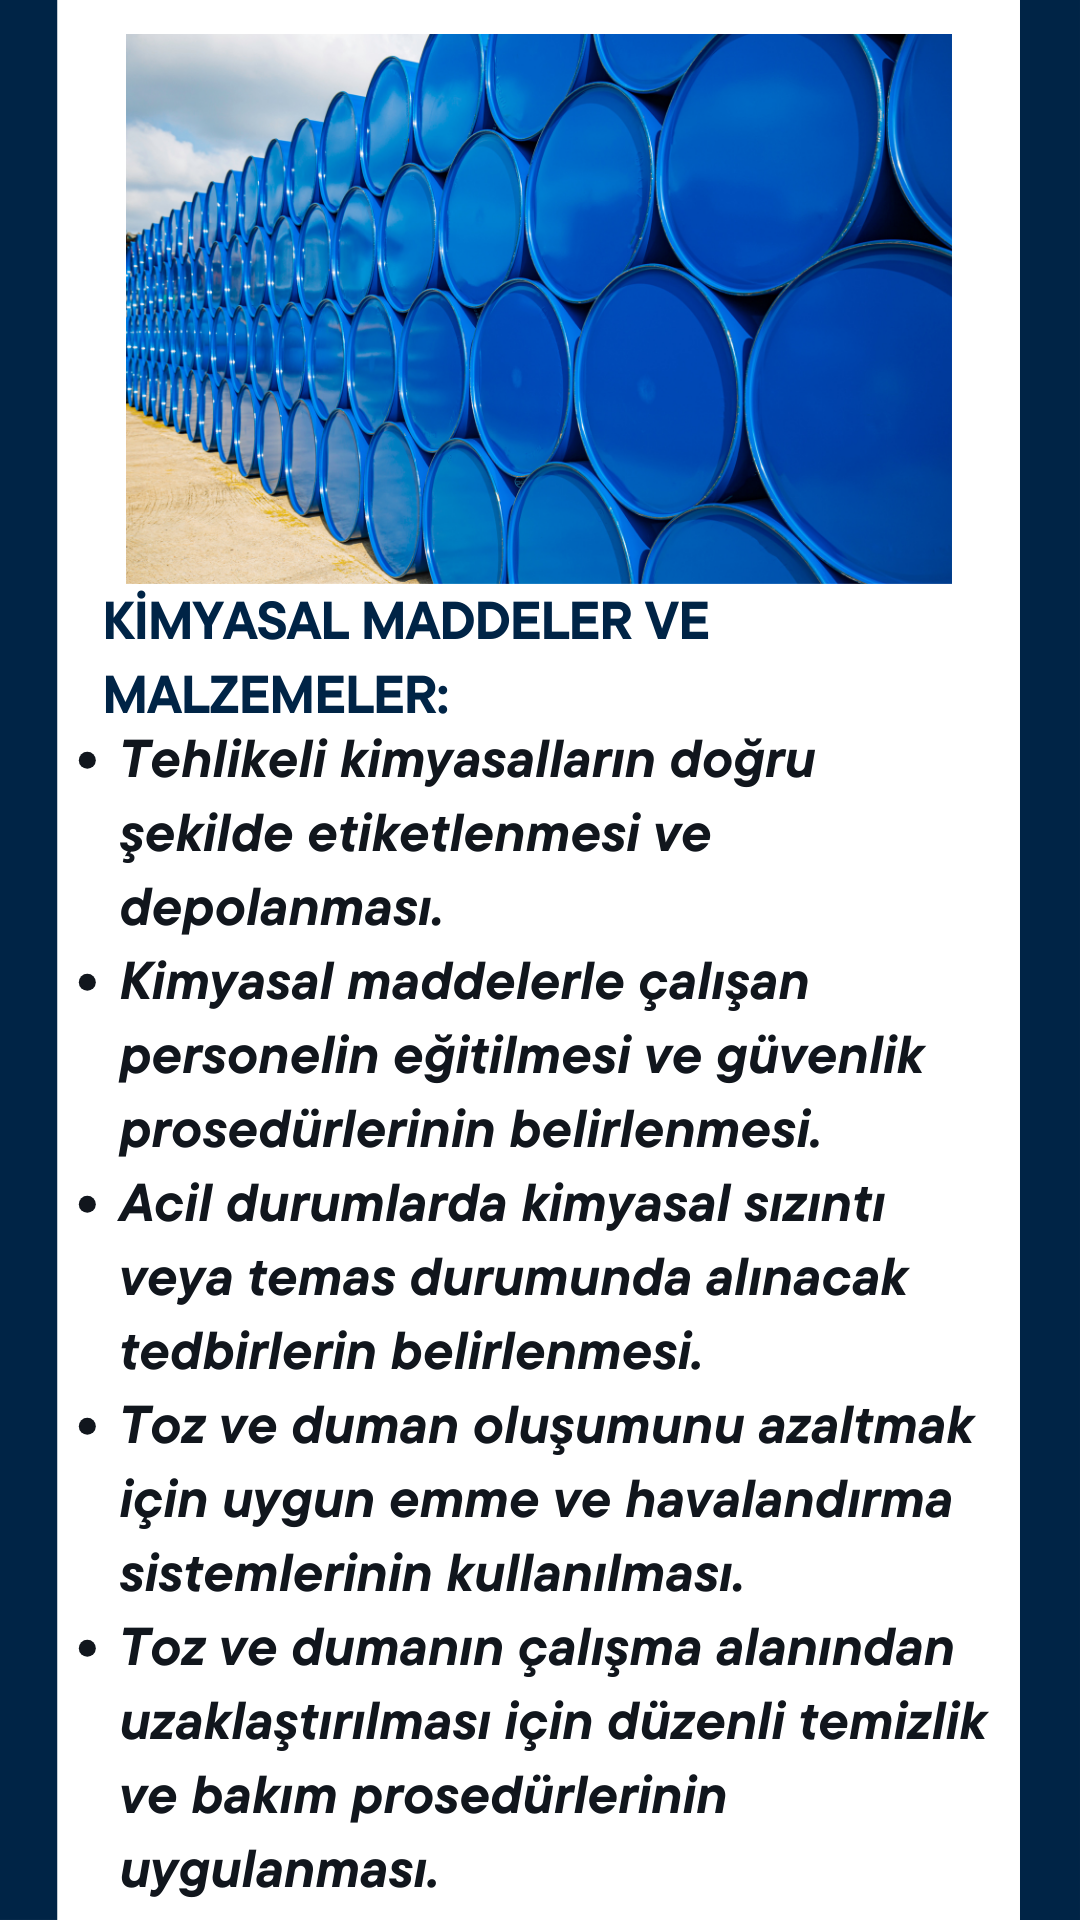 KİMYASAL MADDELER VE
MALZEMELER:
• Tehlikeli kimyasalların doğru
şekilde etiketlenmesi ve
depolanması.
• Kimyasal maddelerle çalışan
personelin eğitilmesi ve güvenlik
prosedürlerinin belirlenmesi.
• Acil durumlarda kimyasal sızıntı
veya temas durumunda alınacak
tedbirlerin belirlenmesi.
• Toz ve duman oluşumunu azaltmak
için uygun emme ve havalandırma
sistemlerinin kullanılması.
• Toz ve dumanın çalışma alanından
uzaklaştırılması için düzenli temizlik
ve bakım prosedürlerinin
uygulanması.